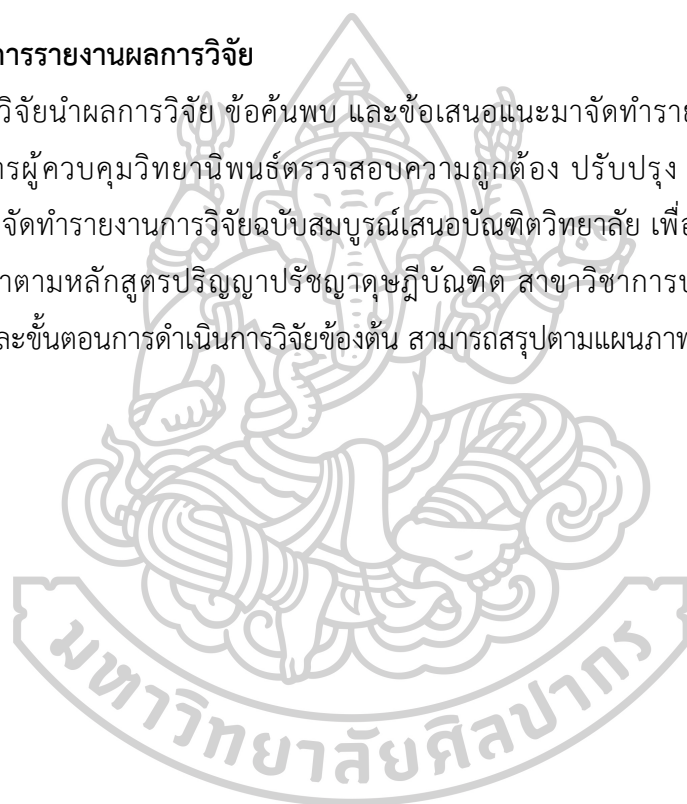 การรายงานผลการวิจัย
วิจัยนำผลการวิจัย ข้อค้นพบ และข้อเสนอแนะมาจัดทำราย
ารผู้ควบคุมวิทยานิพนธ์ตรวจสอบความถูกต้อง ปรับปรุง
จัดทำรายงานการวิจัยฉบับสมบูรณ์เสนอบัณฑิตวิทยาลัย เพื่อ
าตามหลักสูตรปริญญาปรัชญาดุษฎีบัณฑิต สาขาวิชาการบ
ละขั้นตอนการดำเนินการวิจัยข้องต้น สามารถสรุปตามแผนภาพ
มหาวิทยาลัยศิลปากร